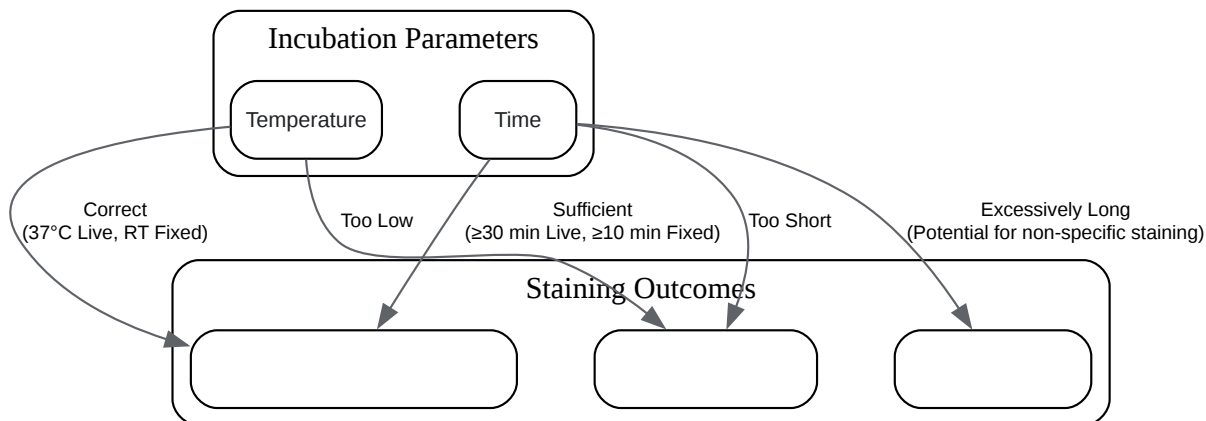 Incubation Parameters
Temperature
Time
Correct
(37°C Live, RT Fixed)
Too Low
Sufficient
(≥30 min Live, ≥10 min Fixed)
Too Short
Excessively Long
(Potential for non-specific staining)
Staining Outcomes